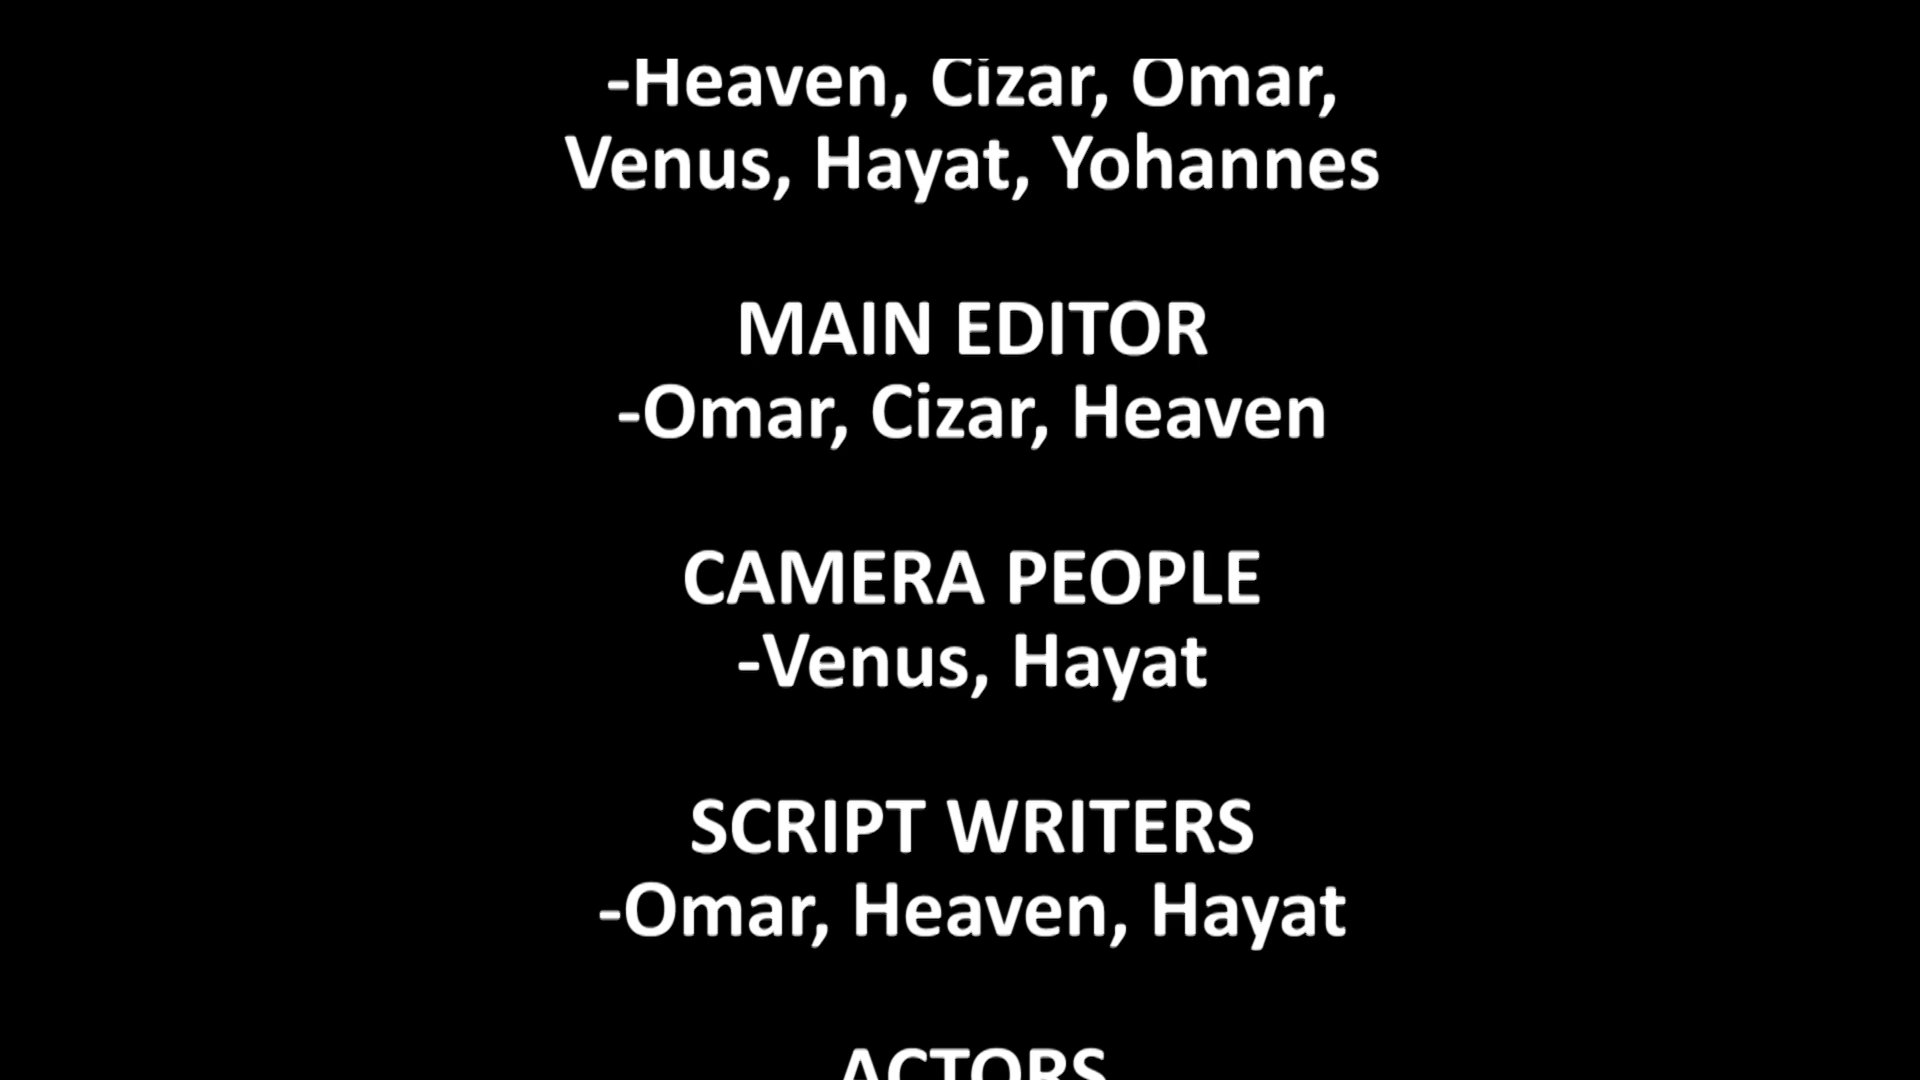 -Heaven, Cizar, Omar,
Venus, Hayat, Yohannes
MAIN EDITOR
-Omar, Cizar, Heaven
CAMERA PEOPLE
-Venus, Hayat
SCRIPT WRITERS
-Omar, Heaven, Hayat
ACTORS